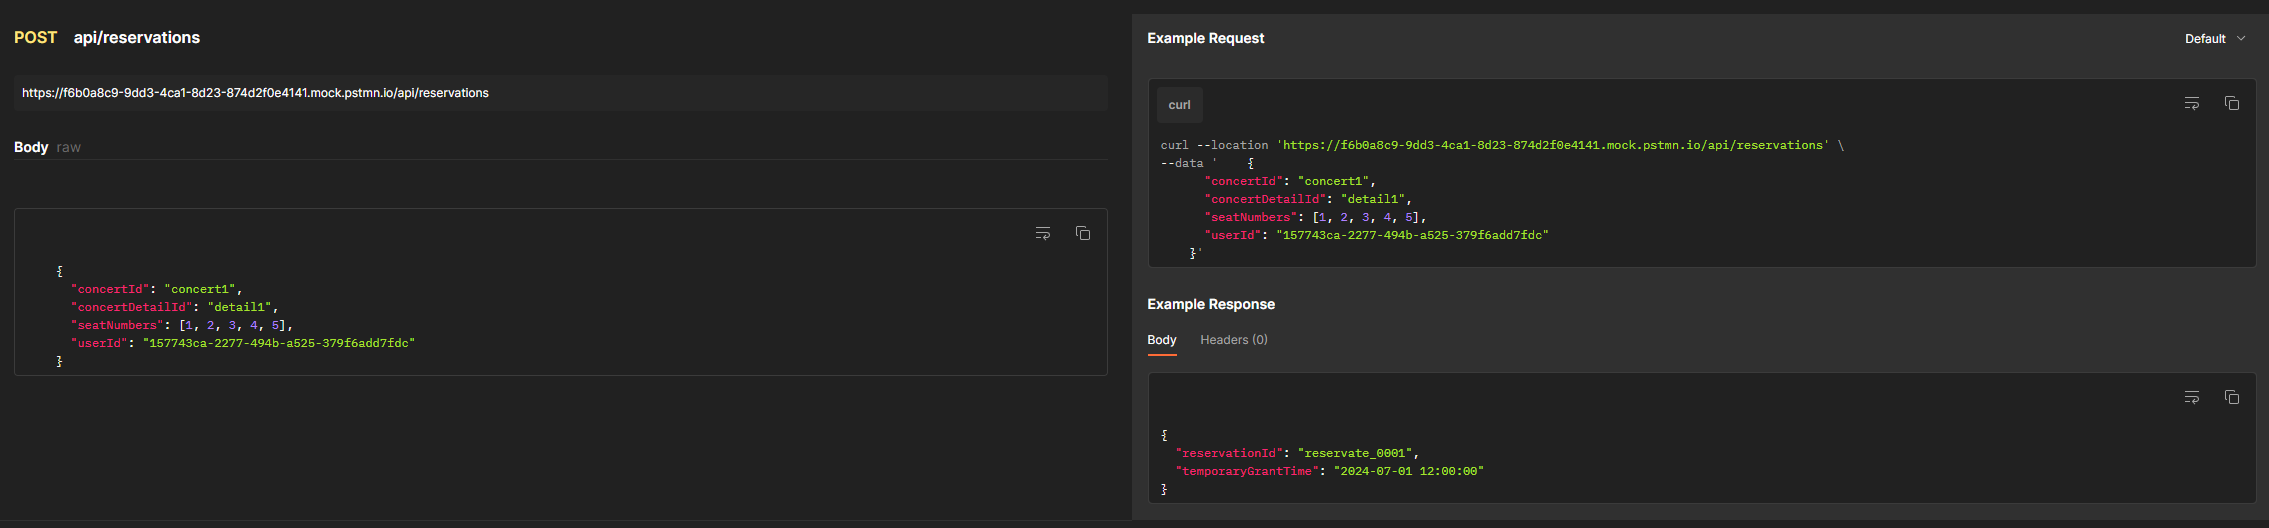 POST api/reservations
https://f6b0a8c9-9dd3-4ca1-8d23-874d2f0e4141.mock.pstmn.io/api/reservations
Body raw
{
"concertId": "concert1",
"concertDetailId": "detail1",
"seatNumbers": [1, 2, 3, 4, 5],
"userId": "157743ca-2277-494b-a525-379f6add7fdc"
}
Example Request
Default
curl
curl --location 'https://f6b0a8c9-9dd3-4ca1-8d23-874d2f0e4141.mock.pstmn.io/api/reservations' \
--data '    {
"concertId": "concert1",
"concertDetailId": "detail1",
"seatNumbers": [1, 2, 3, 4, 5],
"userId": "157743ca-2277-494b-a525-379f6add7fdc"
}'
Example Response
Body Headers (0)
{
"reservationId": "reservate_0001",
"temporaryGrantTime": "2024-07-01 12:00:00"
}